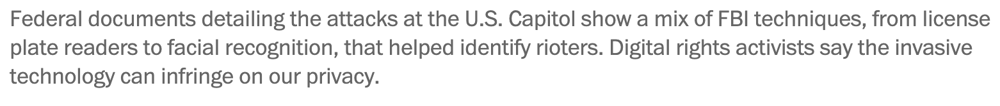 Federal documents detailing the attacks at the U.S. Capitol show a mix of FBI techniques, from license
plate readers to facial recognition, that helped identify rioters. Digital rights activists say the invasive
technology can infringe on our privacy.